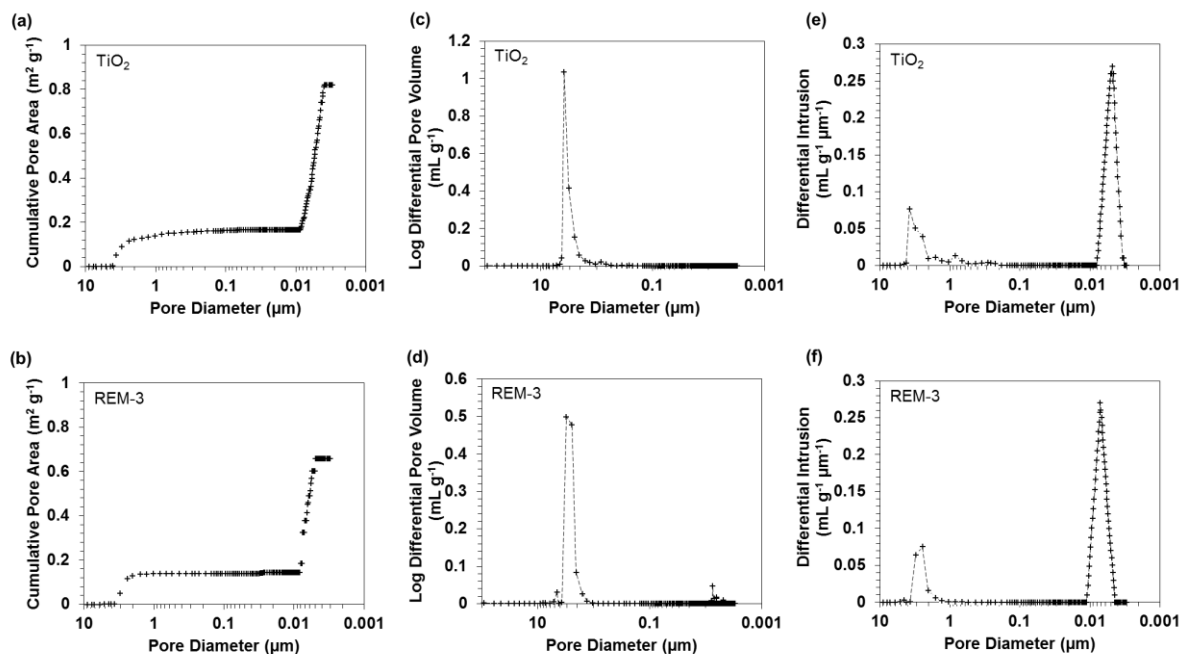 (a)
Cumulative Pore Area (m² g⁻¹)
1
0.8
0.6
0.4
0.2
0
TiO₂
10 1 0.1 0.01 0.001
Pore Diameter (µm)
(c)
Log Differential Pore Volume
(mL g⁻¹)
1.2
1
0.8
0.6
0.4
0.2
0
TiO₂
10 0.1 0.001
Pore Diameter (µm)
(e)
Differential Intrusion
(mL g⁻¹ µm⁻¹)
0.3
0.25
0.2
0.15
0.1
0.05
0
TiO₂
10 1 0.1 0.01 0.001
Pore Diameter (µm)
(b)
Cumulative Pore Area (m² g⁻¹)
1
0.8
0.6
0.4
0.2
0
REM-3
10 1 0.1 0.01 0.001
Pore Diameter (µm)
(d)
Log Differential Pore Volume
(mL g⁻¹)
0.6
0.5
0.4
0.3
0.2
0.1
0
REM-3
10 0.1 0.001
Pore Diameter (µm)
(f)
Differential Intrusion
(mL g⁻¹ µm⁻¹)
0.3
0.25
0.2
0.15
0.1
0.05
0
REM-3
10 1 0.1 0.01 0.001
Pore Diameter (µm)